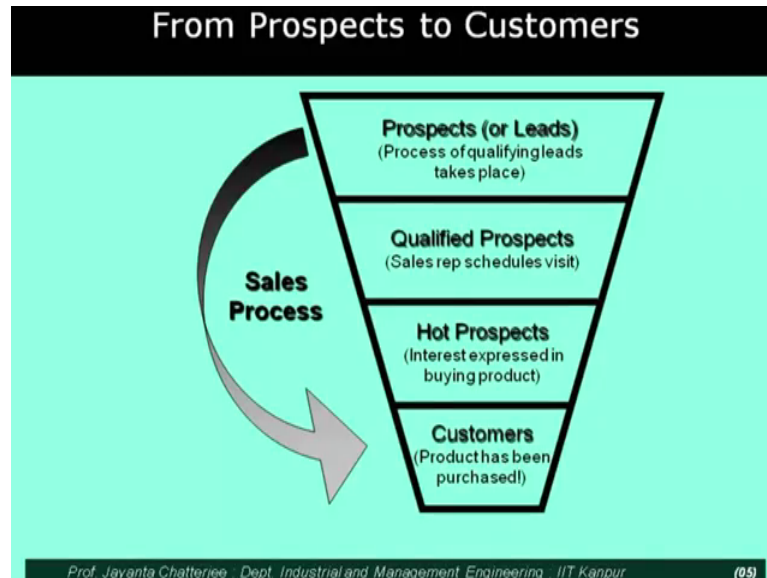 From Prospects to Customers
Prospects (or Leads)
(Process of qualifying leads
takes place)
Qualified Prospects
(Sales rep schedules visit)
Sales
Process
Hot Prospects
(Interest expressed in
buying product)
Customers
(Product has been
purchased!)
Prof. Jayanta Chatterjee : Dept. Industrial and Management Engineering : IIT Kanpur
(05)